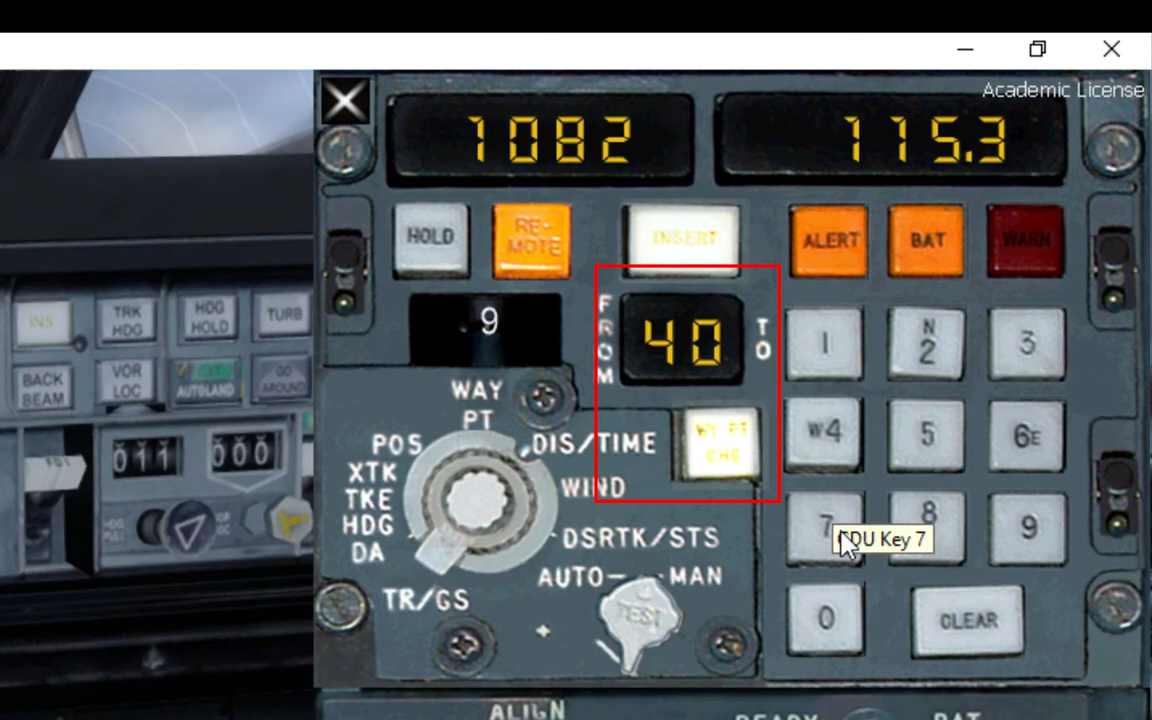 Academic License
1082
115.3
HOLD
RE-
MOTE
INSERT
ALERT
BAT
WARN
9
FROM
40
TO
1
N
2
3
W4
5
6E
7
8
9
0
CLEAR
CDU Key 7
WY PT
CHG
WAY
PT
POS
DIS/TIME
XTK
TKE
WIND
HDG
DA
DSRTK/STS
TR/GS
AUTO
MAN
TEST
ALIGN
READY
BAT
INS
TRK
HDG
HDG
HOLD
TURB
BACK
BEAM
VOR
LOC
AUTOLAND
GO
AROUND
011
000
HDG
PULL